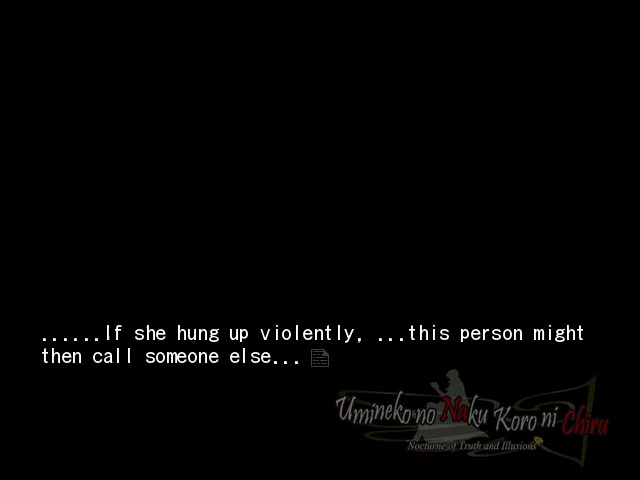 ......If she hung up violently, ...this person might
then call someone else...
Umineko no Naku Koro ni Chiru
Nocturne of Truth and Illusions